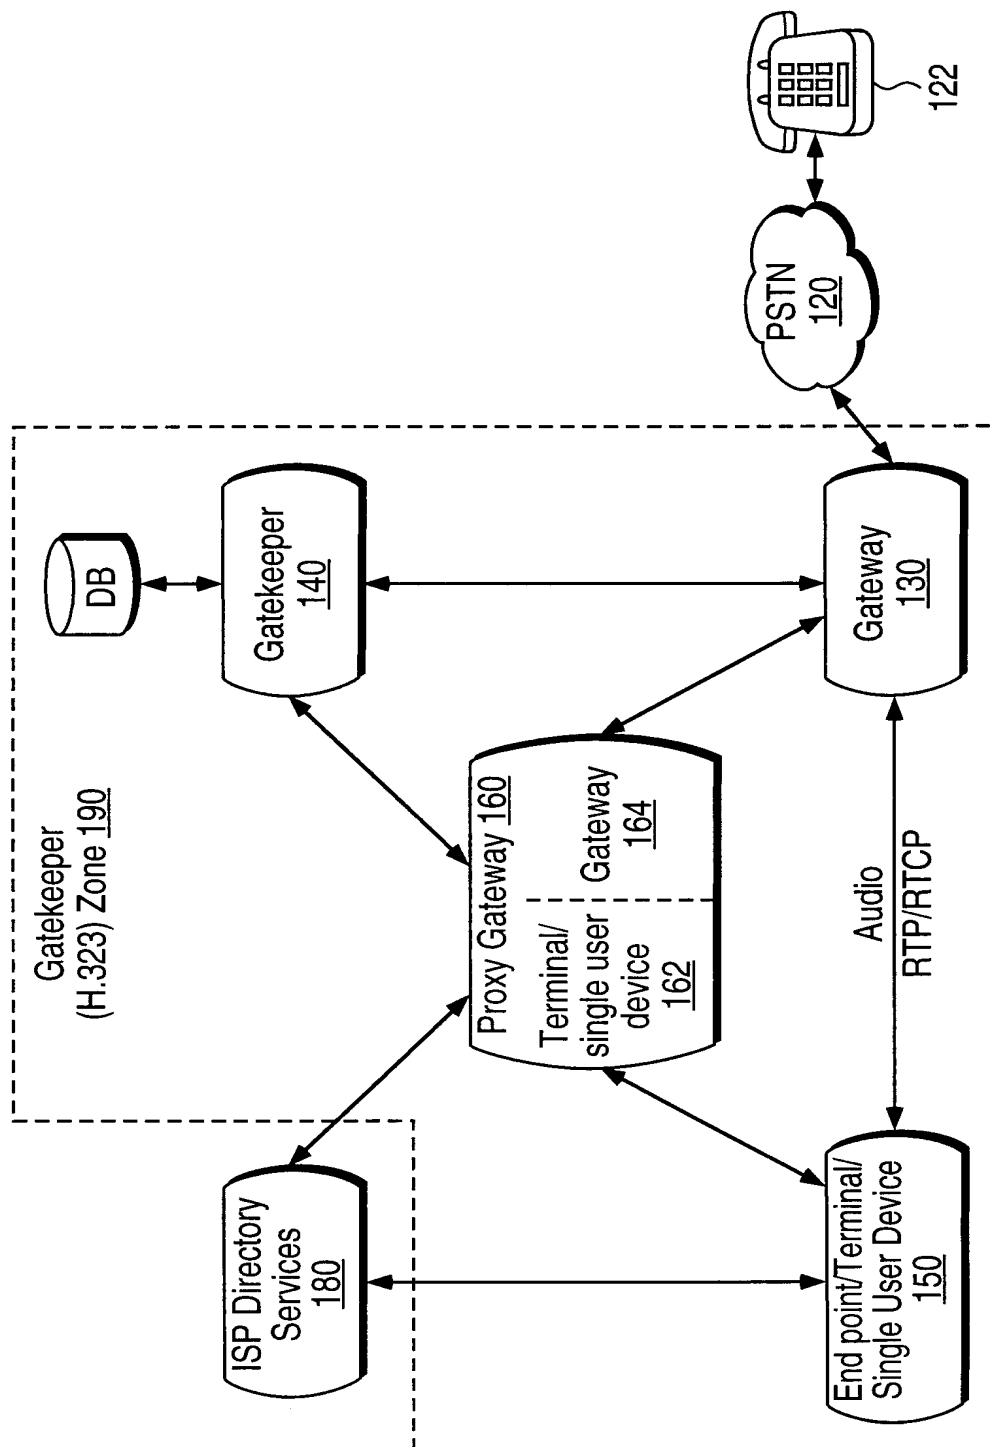 Gatekeeper
(H.323) Zone 190
DB
ISP Directory
Services
180
Gatekeeper
140
Proxy Gateway 160
Terminal/
single user
device
162
Gateway
164
PSTN
120
122
Audio
RTP/RTCP
End point/Terminal/
Single User Device
150
Gateway
130